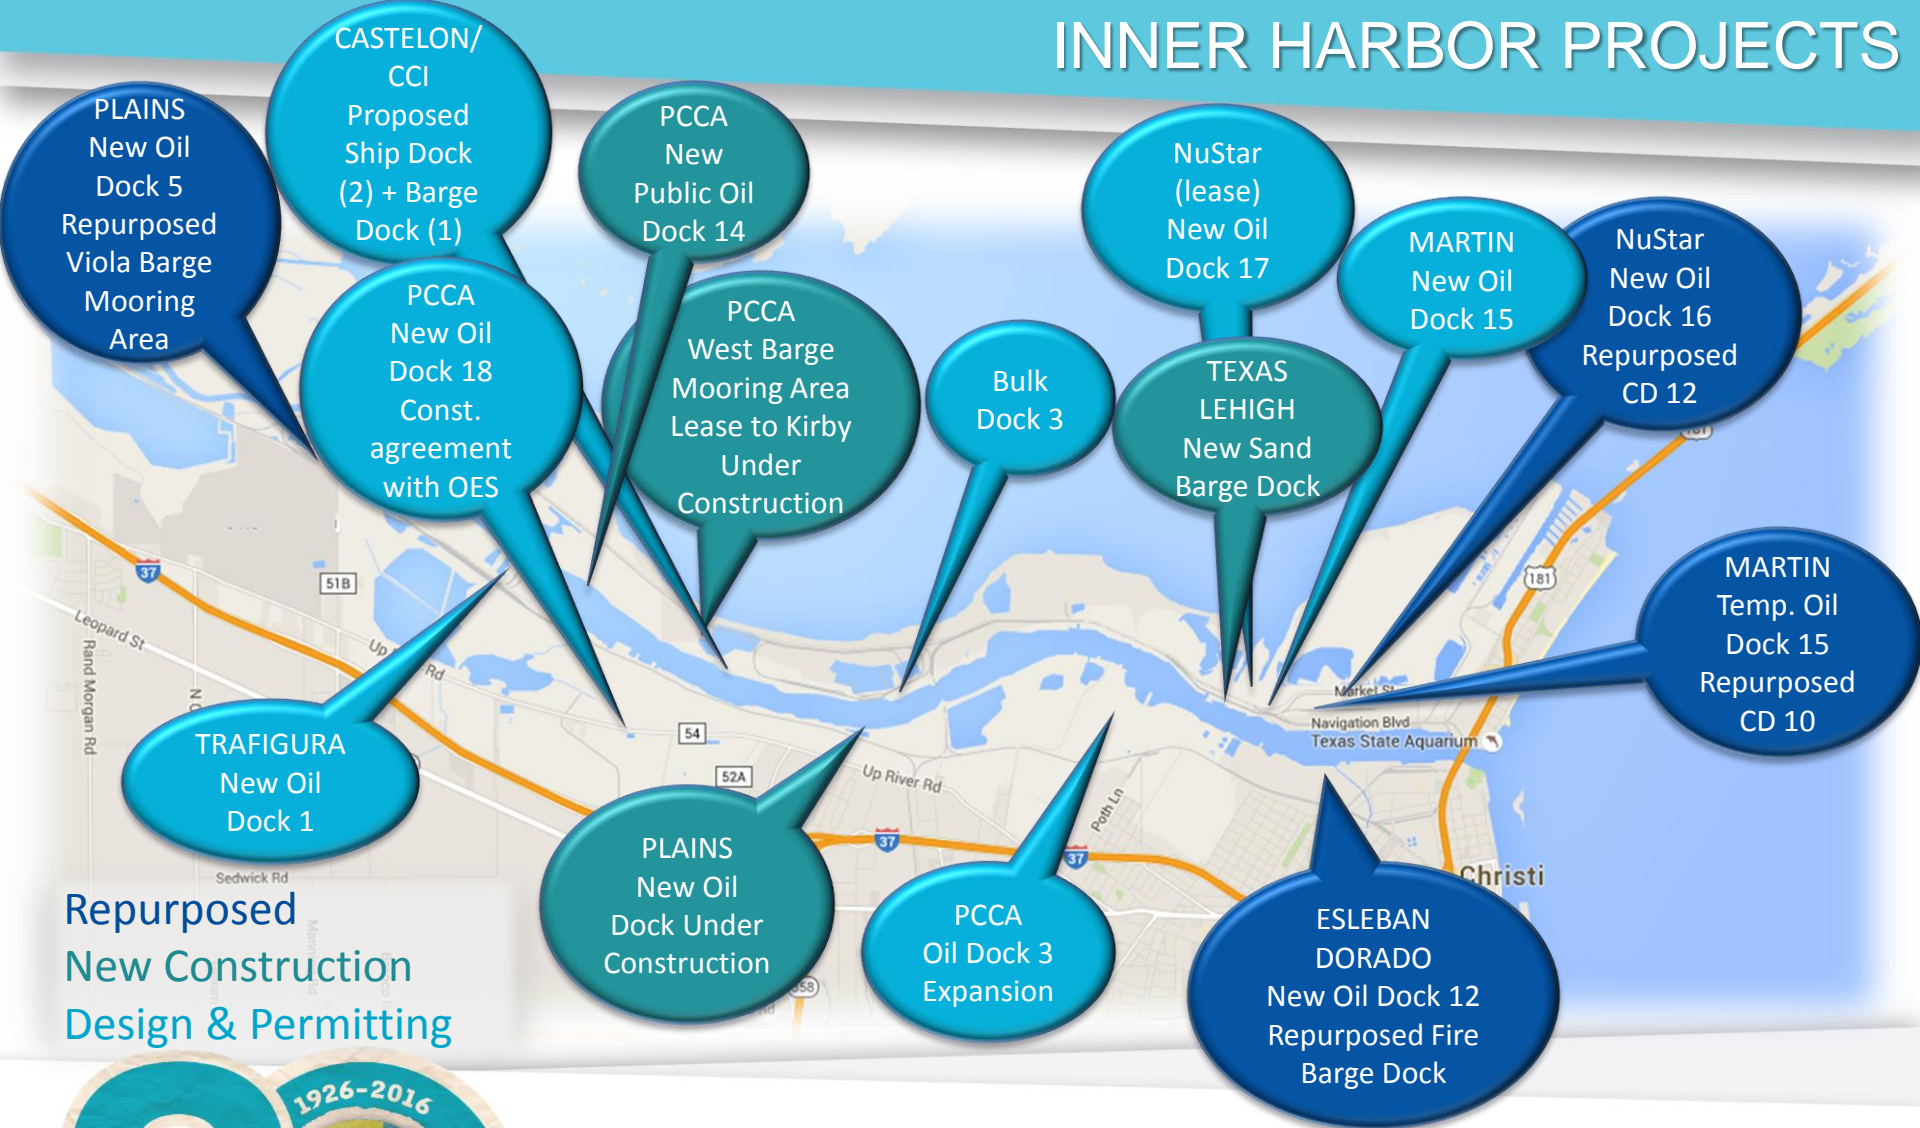 INNER HARBOR PROJECTS
PLAINS
New Oil
Dock 5
Repurposed
Viola Barge
Mooring
Area
CASTELON/
CCI
Proposed
Ship Dock
(2) + Barge
Dock (1)
PCCA
New
Public Oil
Dock 14
NuStar
(lease)
New Oil
Dock 17
MARTIN
New Oil
Dock 15
NuStar
New Oil
Dock 16
Repurposed
CD 12
PCCA
New Oil
Dock 18
Const.
agreement
with OES
PCCA
West Barge
Mooring Area
Lease to Kirby
Under
Construction
Bulk
Dock 3
TEXAS
LEHIGH
New Sand
Barge Dock
MARTIN
Temp. Oil
Dock 15
Repurposed
CD 10
TRAFIGURA
New Oil
Dock 1
PLAINS
New Oil
Dock Under
Construction
PCCA
Oil Dock 3
Expansion
ESLEBAN
DORADO
New Oil Dock 12
Repurposed Fire
Barge Dock
37
51B
Leopard St
Rand Morgan Rd
Up
Rd
54
52A
Up River Rd
Poth Ln
37
37
181
Market
Navigation Blvd
Texas State Aquarium
Christi
Sedwick Rd
Repurposed
New Construction
Design & Permitting
1926-2016